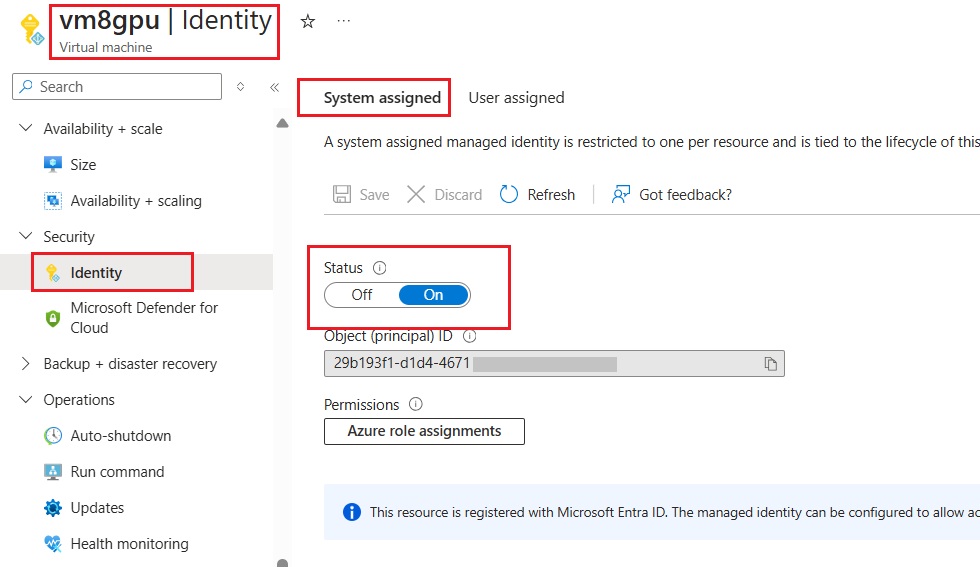 vm8gpu | Identity
Virtual machine
Search
Availability + scale
Size
Availability + scaling
Security
Identity
Microsoft Defender for
Cloud
Backup + disaster recovery
Operations
Auto-shutdown
Run command
Updates
Health monitoring
System assigned User assigned
A system assigned managed identity is restricted to one per resource and is tied to the lifecycle of this
Save Discard Refresh Got feedback?
Status
Off On
Object (principal) ID
29b193f1-d1d4-4671
Permissions
Azure role assignments
This resource is registered with Microsoft Entra ID. The managed identity can be configured to allow ac